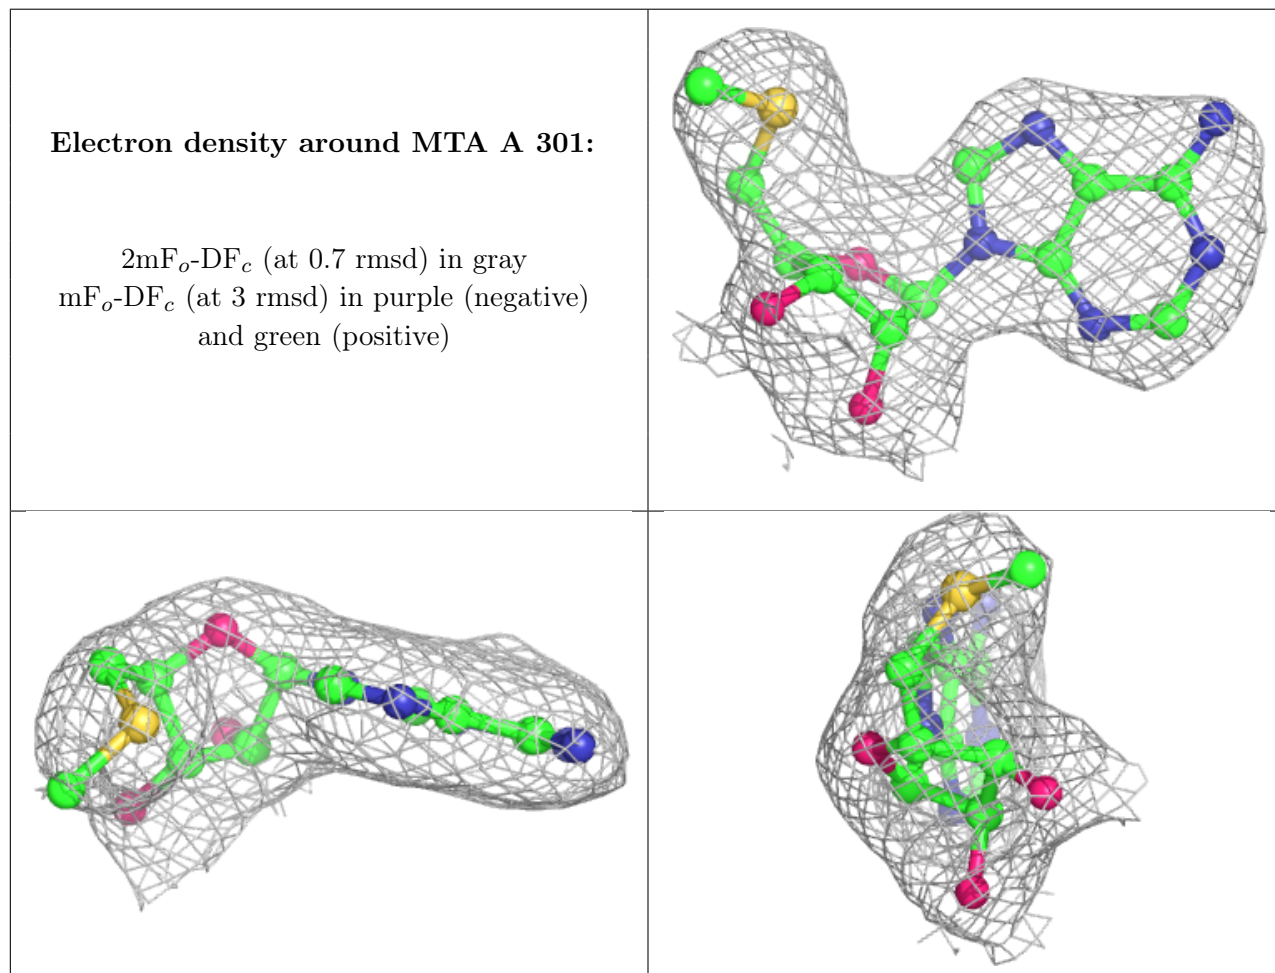 Electron density around MTA A 301:
2mFo-DFc (at 0.7 rmsd) in gray
mFo-DFc (at 3 rmsd) in purple (negative)
and green (positive)